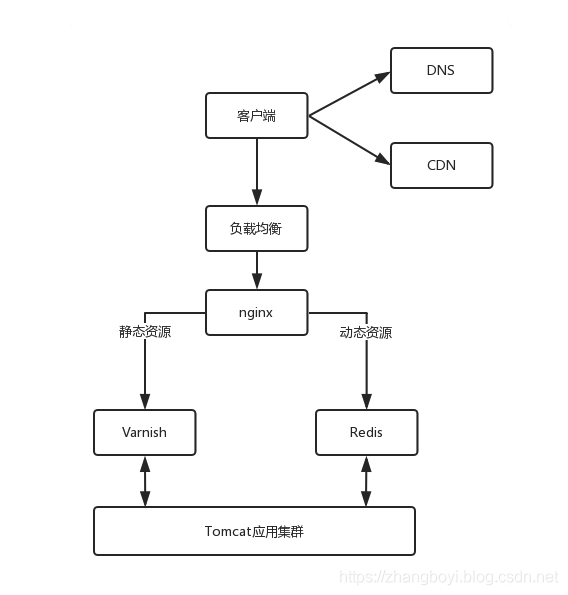 DNS
客户端
CDN
负载均衡
nginx
静态资源
动态资源
Varnish
Redis
Tomcat应用集群
https://zhangboyi.blog.csdn.net